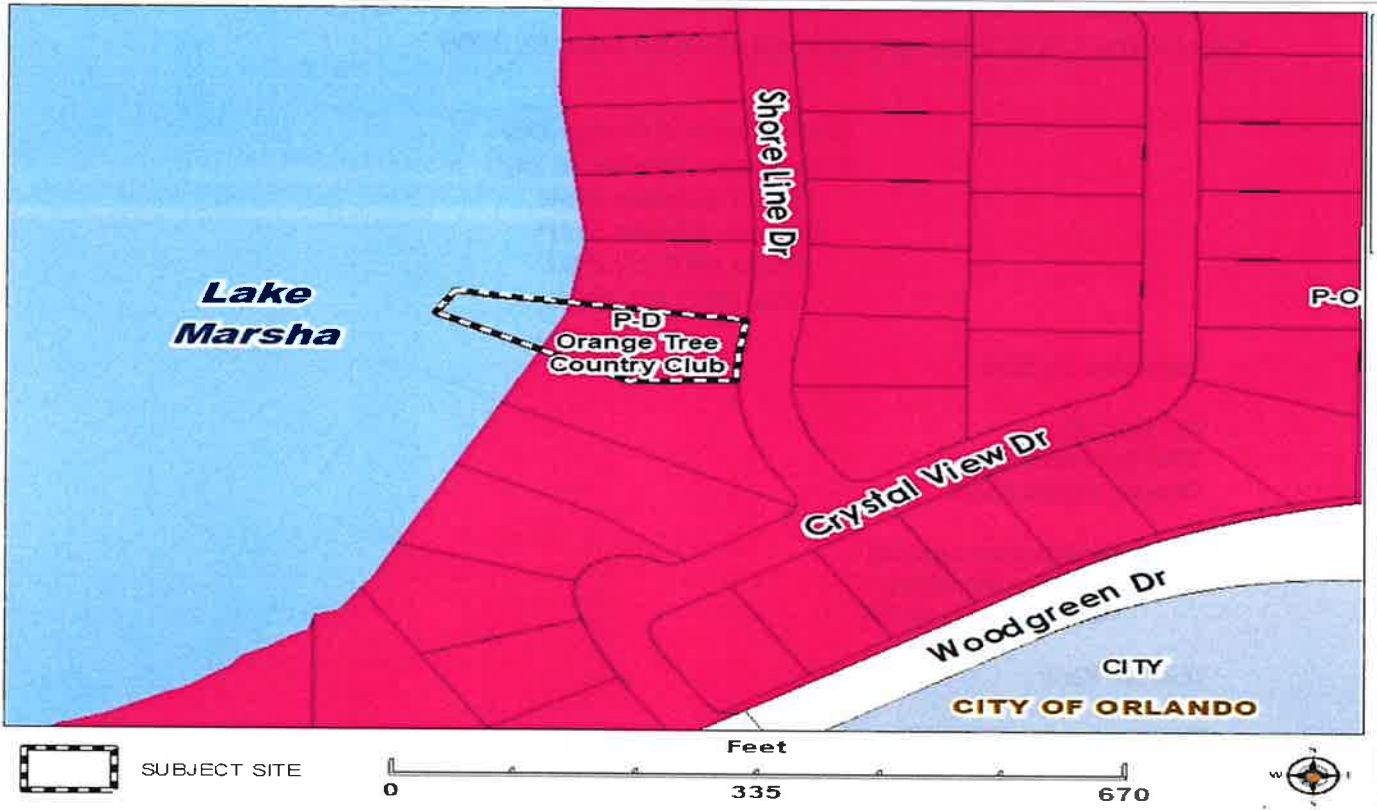 Shore Line Dr
Lake
Marsha
P-D
Orange Tree
Country Club
P-O
Crystal View Dr
Woodgreen Dr
CITY
CITY OF ORLANDO
SUBJECT SITE
Feet
0 335 670